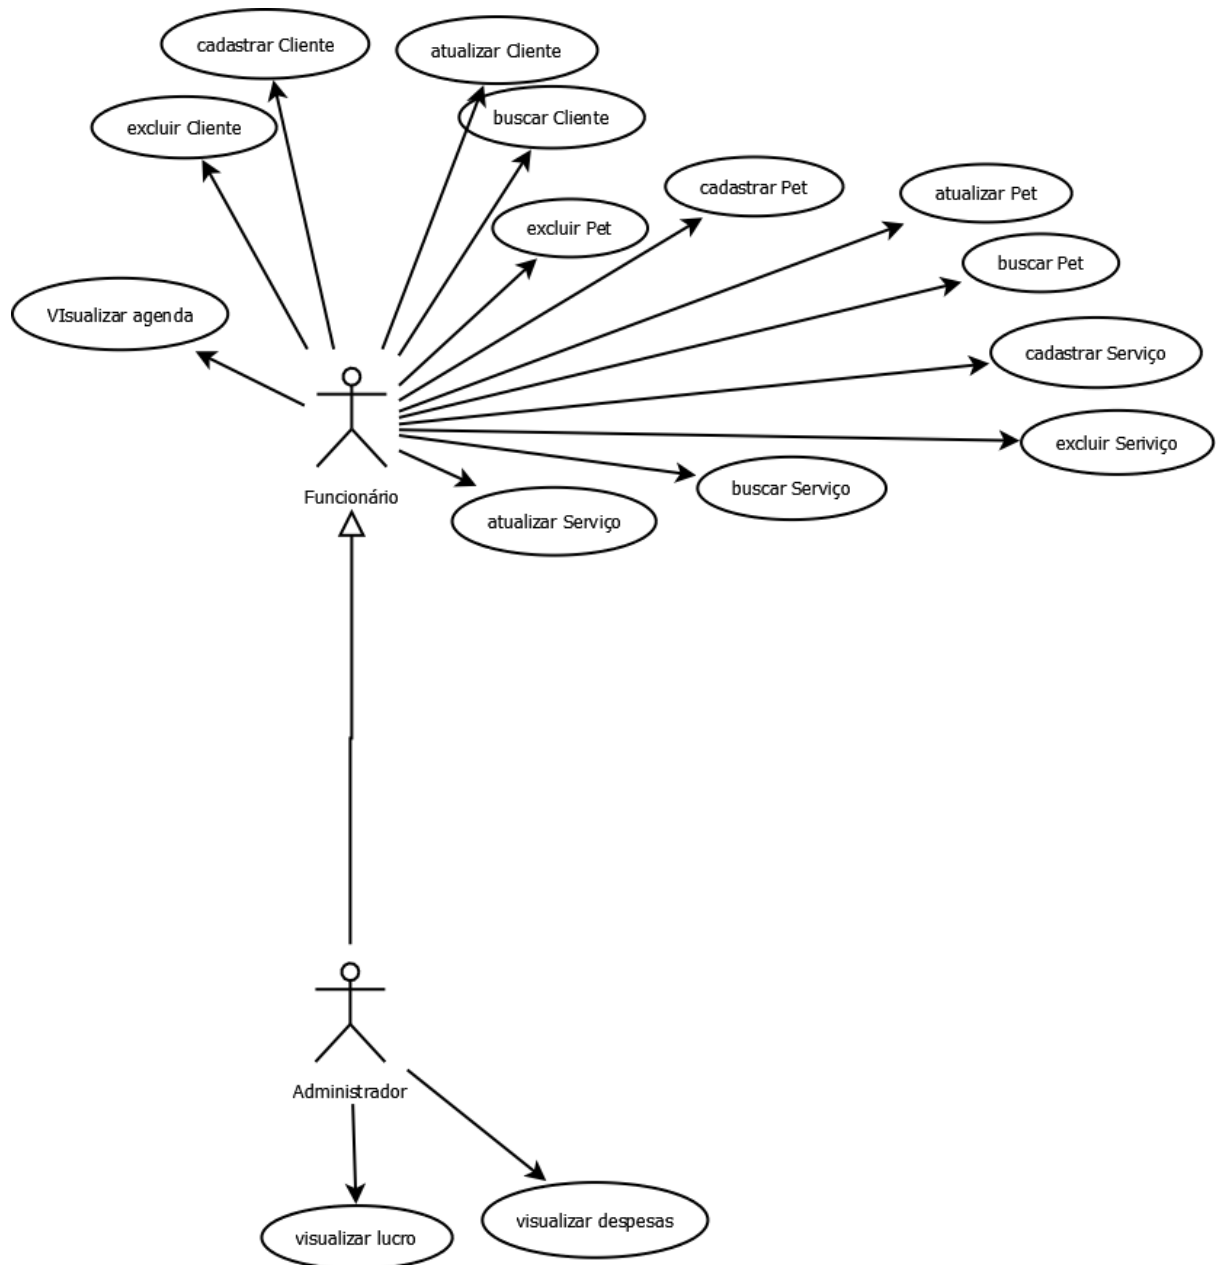 cadastrar Cliente
atualizar Cliente
excluir Cliente
buscar Cliente
cadastrar Pet
atualizar Pet
excluir Pet
buscar Pet
VIsualizar agenda
cadastrar Serviço
excluir Seriviço
buscar Serviço
Funcionário
atualizar Serviço
Administrador
visualizar despesas
visualizar lucro